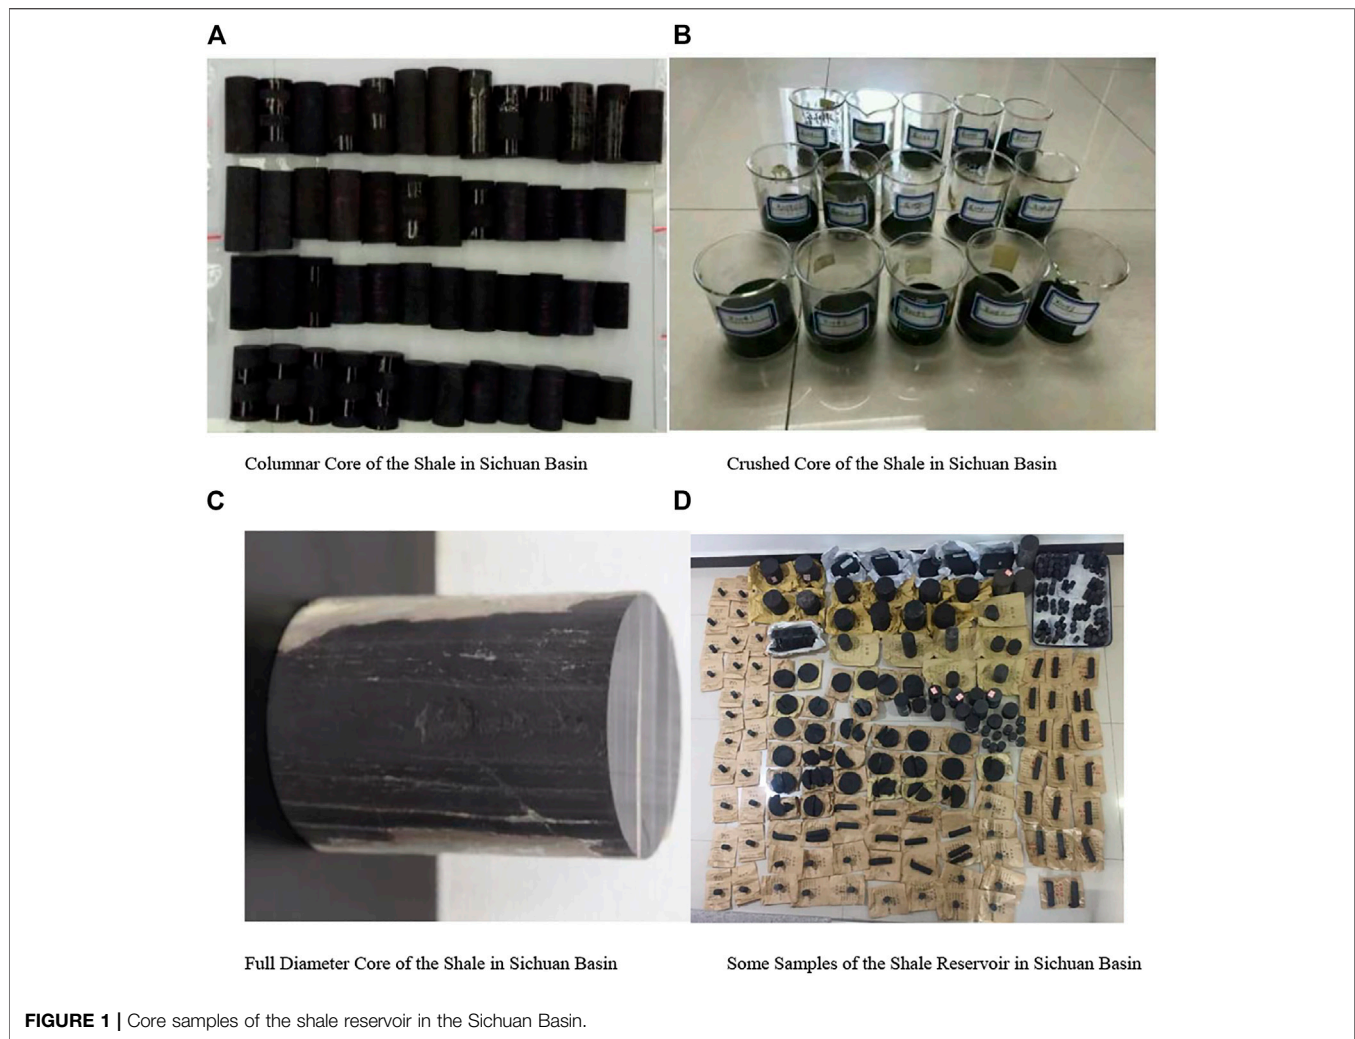 A
B
Columnar Core of the Shale in Sichuan Basin
Crushed Core of the Shale in Sichuan Basin
C
D
Full Diameter Core of the Shale in Sichuan Basin
Some Samples of the Shale Reservoir in Sichuan Basin
FIGURE 1 | Core samples of the shale reservoir in the Sichuan Basin.